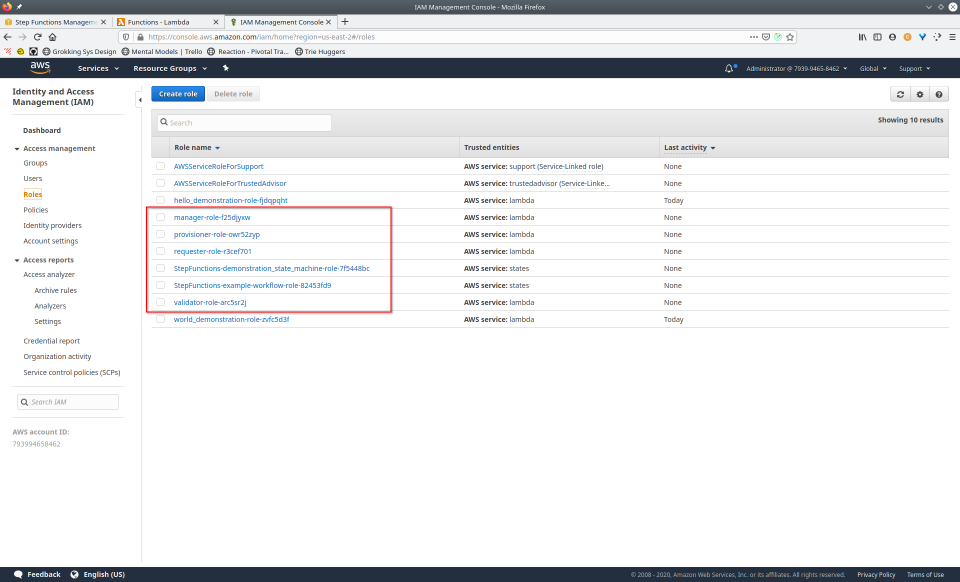 IAM Management Console - Mozilla Firefox
Step Functions Manageme
Functions - Lambda
IAM Management Console
https://console.aws.amazon.com/iam/home?region=us-east-2#/roles
Grokking Sys Design
Mental Models | Trello
Reaction - Pivotal Tra...
Trie Huggers
aws
Services
Resource Groups
Administrator @ 7939-9465-8462
Global
Support
Identity and Access
Management (IAM)
Dashboard
Access management
Groups
Users
Roles
Policies
Identity providers
Account settings
Access reports
Access analyzer
Archive rules
Analyzers
Settings
Credential report
Organization activity
Service control policies (SCPs)
Search IAM
AWS account ID:
793994658462
Create role
Delete role
Search
Showing 10 results
Role name Trusted entities Last activity
AWSServiceRoleForSupport AWS service: support (Service-Linked role) None
AWSServiceRoleForTrustedAdvisor AWS service: trustedadvisor (Service-Linke... None
hello_demonstration-role-fjdqpqht AWS service: lambda Today
manager-role-f25djyxw AWS service: lambda None
provisioner-role-owr52zyp AWS service: lambda None
requester-role-r3cef701 AWS service: lambda None
StepFunctions-demonstration_state_machine-role-7f5448bc AWS service: states None
StepFunctions-example-workflow-role-82453fd9 AWS service: states None
validator-role-arc5sr2j AWS service: lambda None
world_demonstration-role-zvfc5d3f AWS service: lambda Today
Feedback
English (US)
© 2008 - 2020, Amazon Web Services, Inc. or its affiliates. All rights reserved.
Privacy Policy
Terms of Use